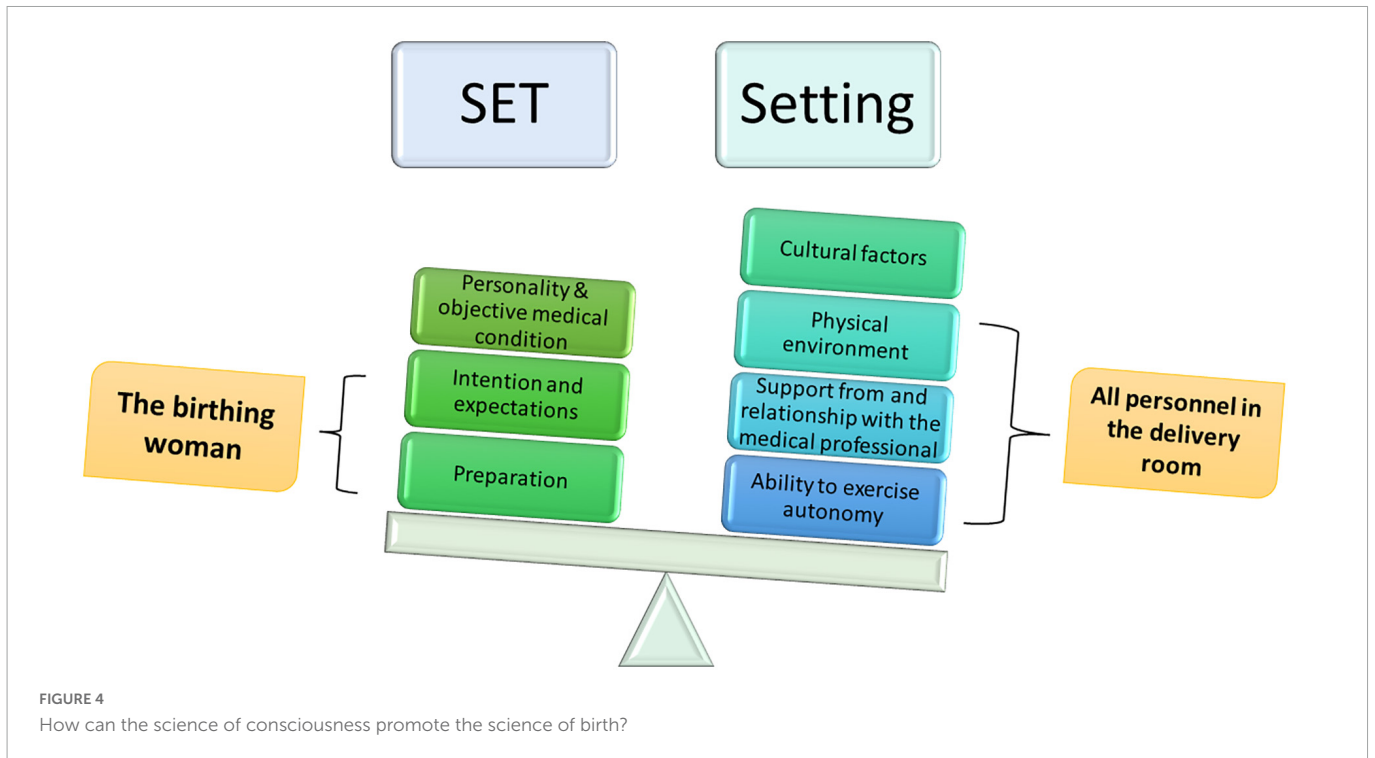 SET
Setting
Personality &
objective medical
condition
Intention and
expectations
Preparation
The birthing
woman
Cultural factors
Physical
environment
Support from and
relationship with the
medical professional
Ability to exercise
autonomy
All personnel in
the delivery
room
FIGURE 4
How can the science of consciousness promote the science of birth?